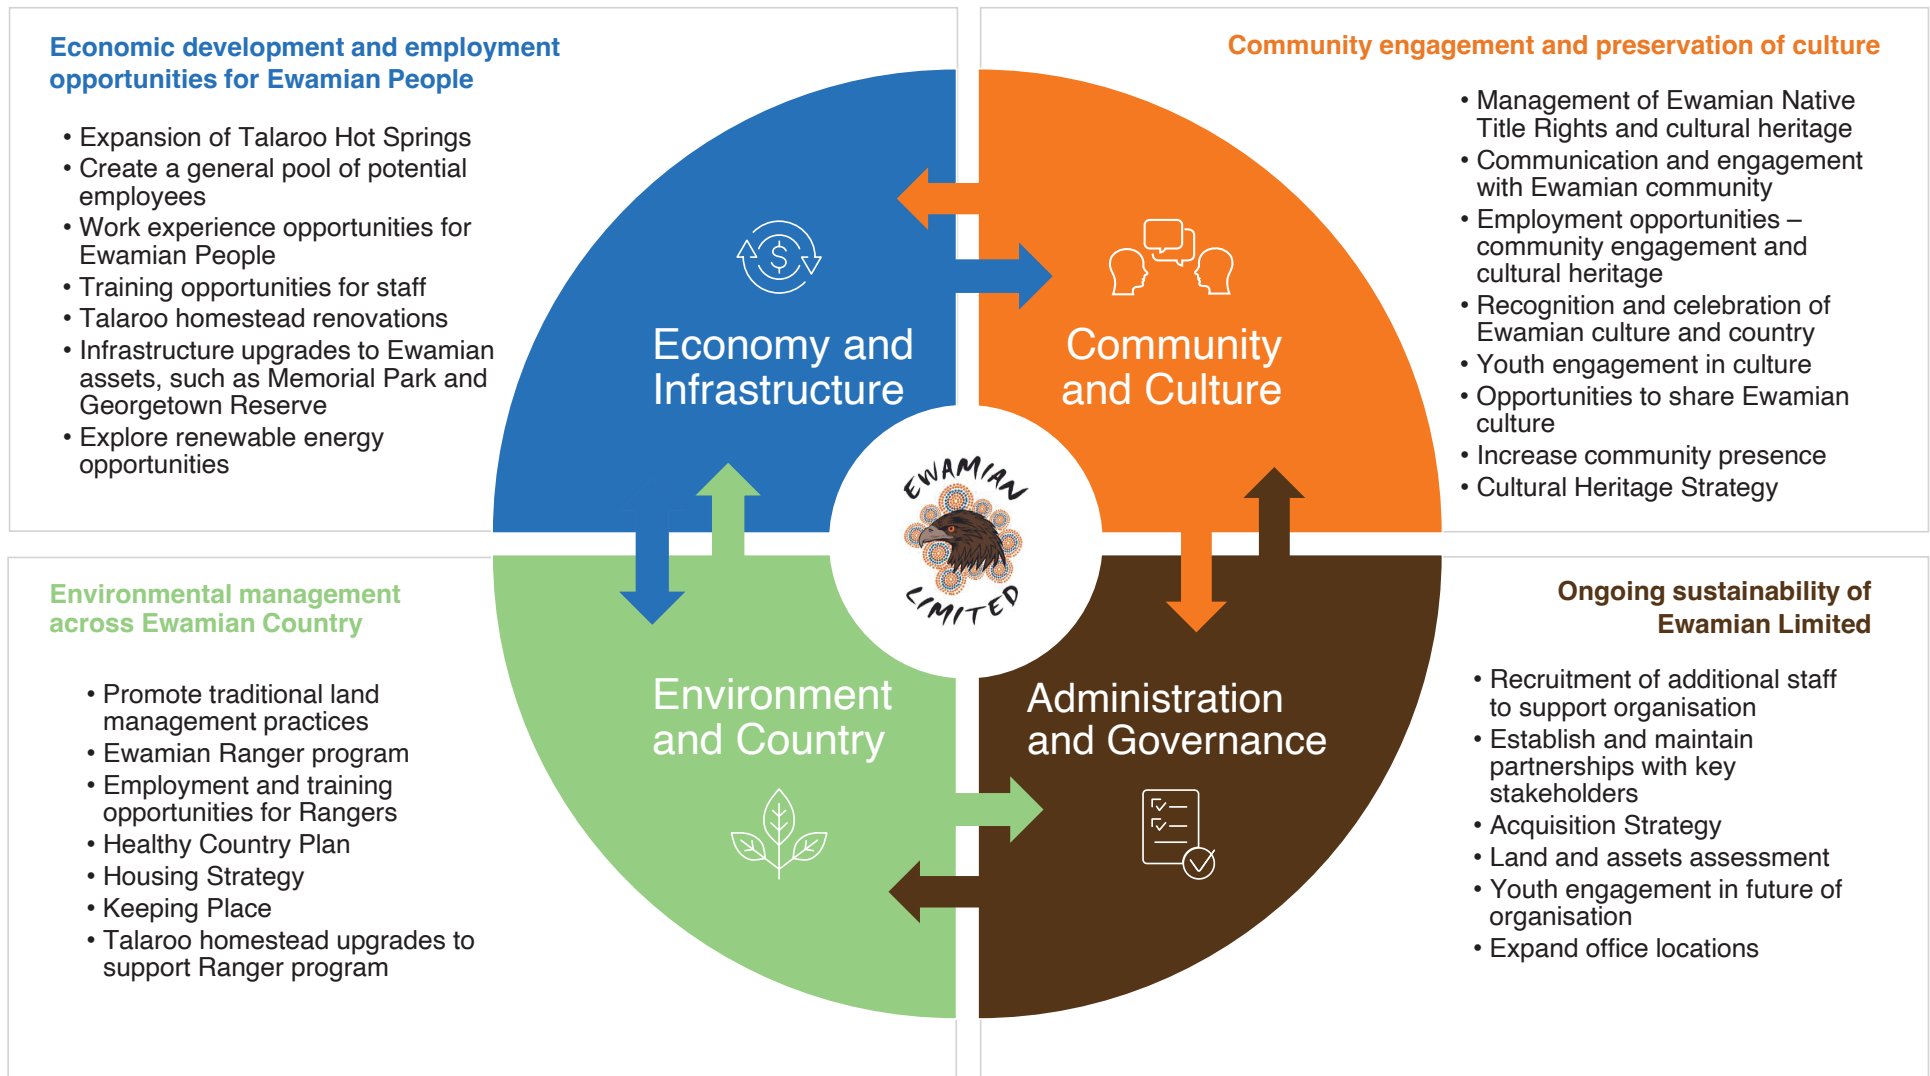 Economic development and employment
opportunities for Ewamian People
• Expansion of Talaroo Hot Springs
• Create a general pool of potential
employees
• Work experience opportunities for
Ewamian People
• Training opportunities for staff
• Talaroo homestead renovations
• Infrastructure upgrades to Ewamian
assets, such as Memorial Park and
Georgetown Reserve
• Explore renewable energy
opportunities
Community engagement and preservation of culture
• Management of Ewamian Native
Title Rights and cultural heritage
• Communication and engagement
with Ewamian community
• Employment opportunities –
community engagement and
cultural heritage
• Recognition and celebration of
Ewamian culture and country
• Youth engagement in culture
• Opportunities to share Ewamian
culture
• Increase community presence
• Cultural Heritage Strategy
$
Economy and
Infrastructure
Community
and Culture
EWAMIAN
LIMITED
Environment
and Country
Administration
and Governance
Environmental management
across Ewamian Country
• Promote traditional land
management practices
• Ewamian Ranger program
• Employment and training
opportunities for Rangers
• Healthy Country Plan
• Housing Strategy
• Keeping Place
• Talaroo homestead upgrades to
support Ranger program
Ongoing sustainability of
Ewamian Limited
• Recruitment of additional staff
to support organisation
• Establish and maintain
partnerships with key
stakeholders
• Acquisition Strategy
• Land and assets assessment
• Youth engagement in future of
organisation
• Expand office locations